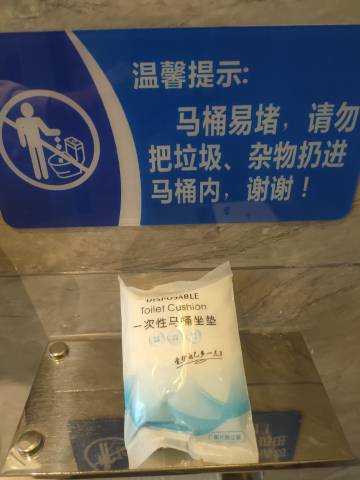 温馨提示:
马桶易堵，请勿
把垃圾、杂物扔进
马桶内，谢谢！
DISPOSABLE
Toilet Cushion
一次性马桶坐垫